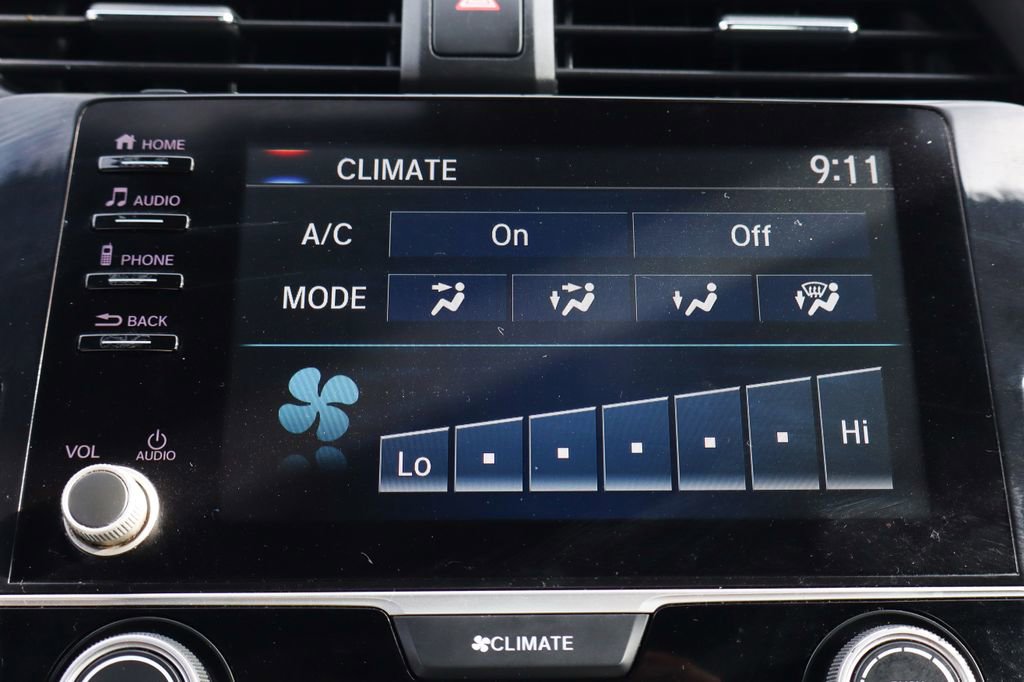 HOME
AUDIO
PHONE
BACK
VOL
AUDIO
CLIMATE 9:11
A/C On Off
MODE
Lo Hi
CLIMATE